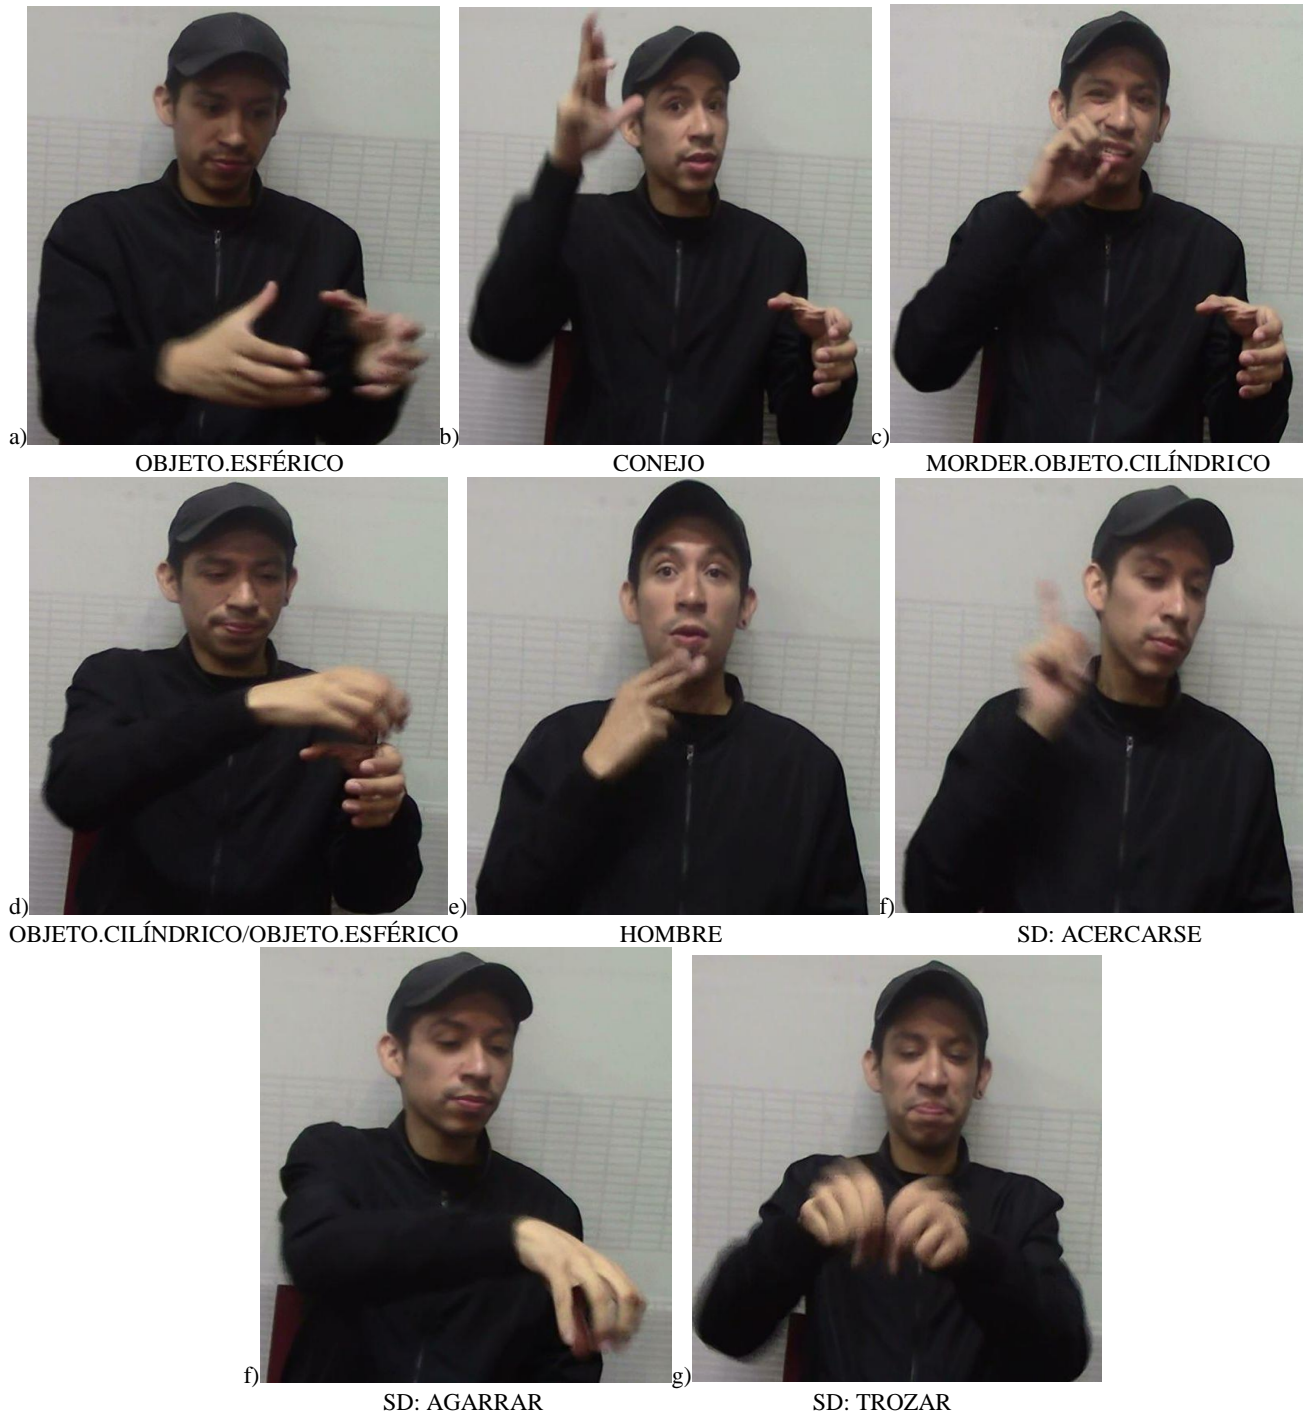 a) b) c)
OBJETO.ESFÉRICO CONEJO MORDER.OBJETO.CILÍNDRICO
d) e) f)
OBJETO.CILÍNDRICO/OBJETO.ESFÉRICO HOMBRE SD: ACERCARSE
f) g)
SD: AGARRAR SD: TROZAR